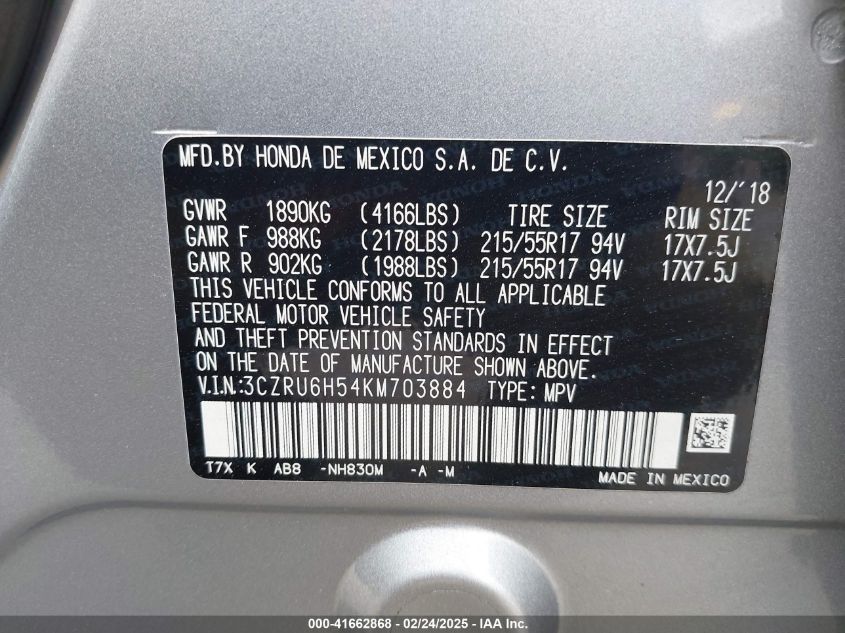 MFD.BY HONDA DE MEXICO S.A. DE C.V.
12/'18
GVWR 1890KG (4166LBS) TIRE SIZE RIM SIZE
GAWR F 988KG (2178LBS) 215/55R17 94V 17X7.5J
GAWR R 902KG (1988LBS) 215/55R17 94V 17X7.5J
THIS VEHICLE CONFORMS TO ALL APPLICABLE
FEDERAL MOTOR VEHICLE SAFETY
AND THEFT PREVENTION STANDARDS IN EFFECT
ON THE DATE OF MANUFACTURE SHOWN ABOVE.
V.I.N:3CZRU6H54KM703884 TYPE: MPV
T7X K AB8 -NH830M -A -M
MADE IN MEXICO
000-41662868 - 02/24/2025 - IAA Inc.